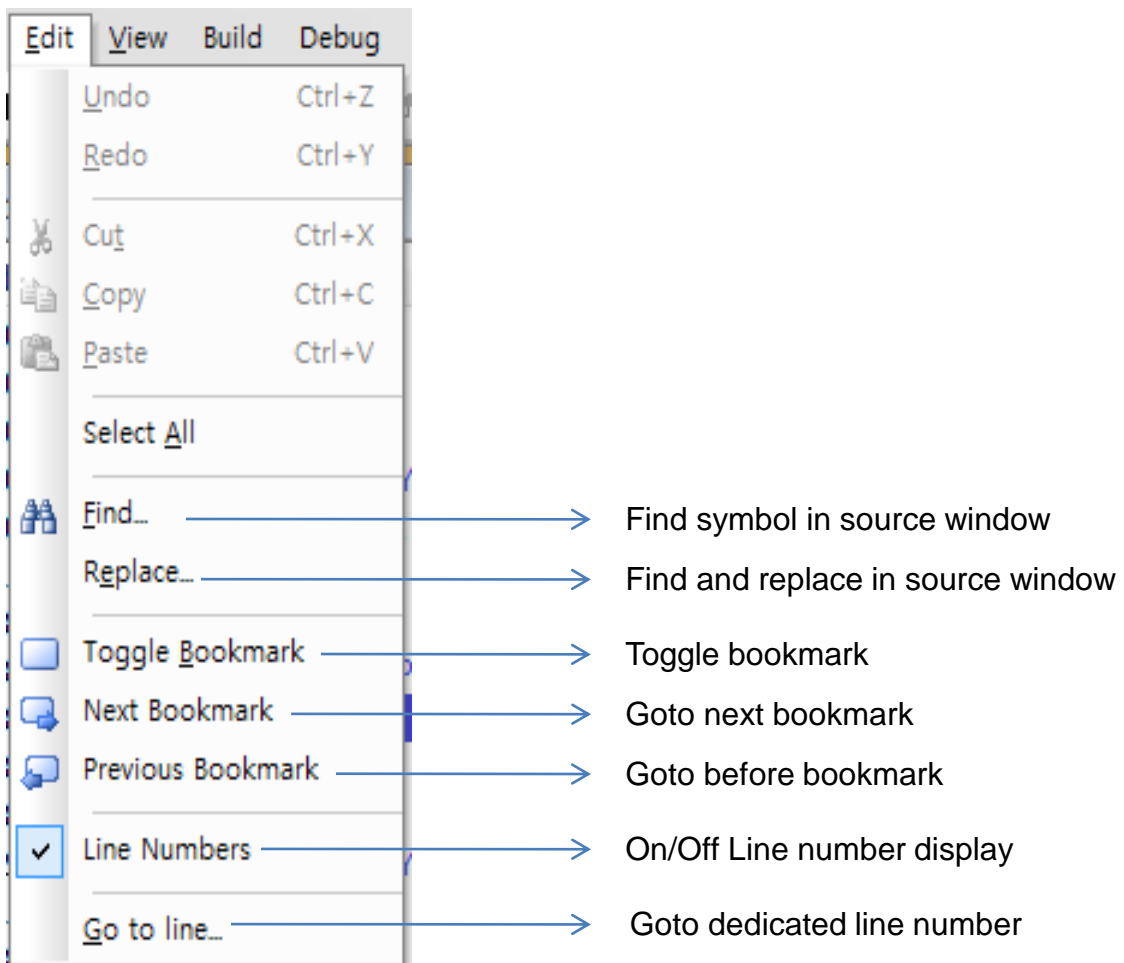 Edit View Build Debug
Undo Ctrl+Z
Redo Ctrl+Y
Cut Ctrl+X
Copy Ctrl+C
Paste Ctrl+V
Select All
Find... Find symbol in source window
Replace... Find and replace in source window
Toggle Bookmark Toggle bookmark
Next Bookmark Goto next bookmark
Previous Bookmark Goto before bookmark
Line Numbers On/Off Line number display
Go to line... Goto dedicated line number